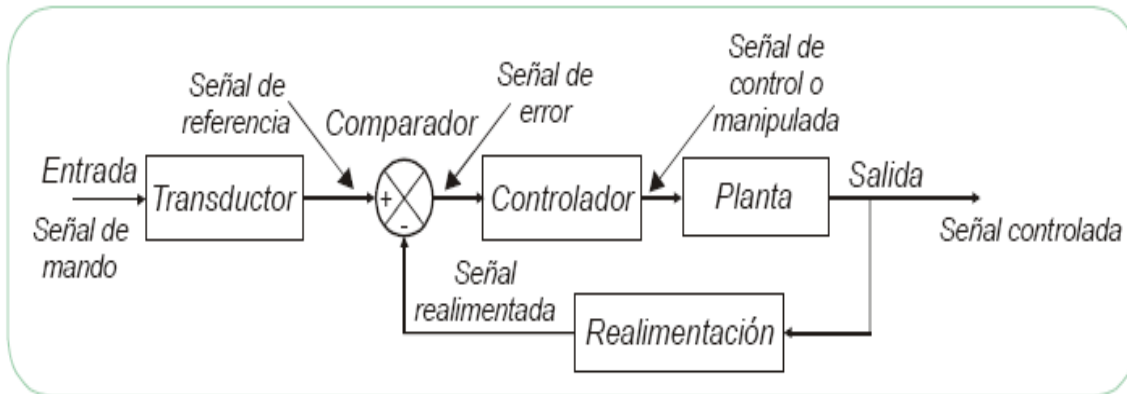 Señal de
referencia
Comparador
Señal de
error
Señal de
control o
manipulada
Entrada
Señal de
mando
Transductor
+
-
Controlador
Planta
Salida
Señal controlada
Señal
realimentada
Realimentación